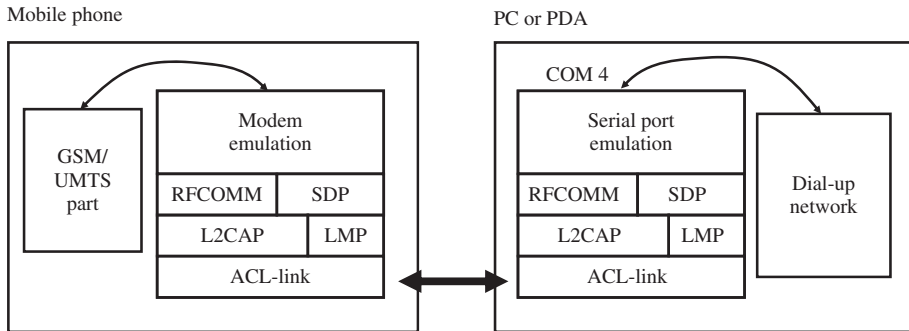 Mobile phone
PC or PDA
COM 4
GSM/
UMTS
part
Modem
emulation
RFCOMM
SDP
L2CAP
LMP
ACL-link
Serial port
emulation
RFCOMM
SDP
L2CAP
LMP
ACL-link
Dial-up
network